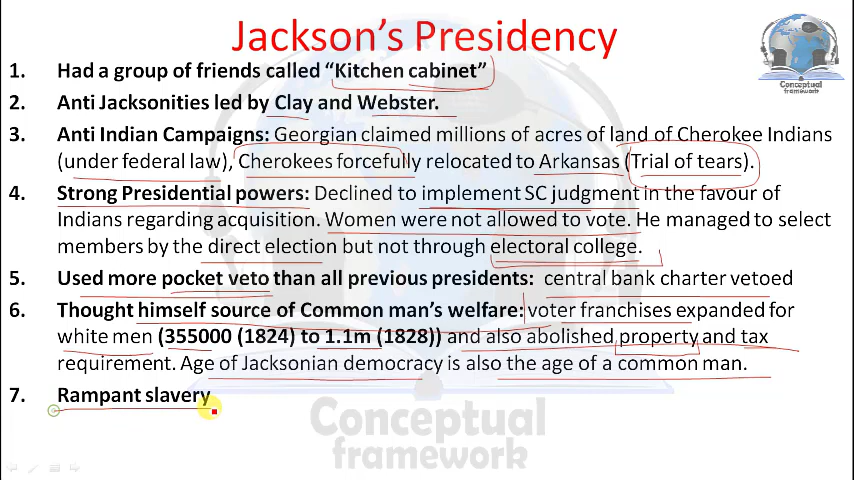 Jackson's Presidency
Conceptual
framework
1. Had a group of friends called “Kitchen cabinet”
2. Anti Jacksonities led by Clay and Webster.
3. Anti Indian Campaigns: Georgian claimed millions of acres of land of Cherokee Indians
(under federal law), Cherokees forcefully relocated to Arkansas (Trial of tears).
4. Strong Presidential powers: Declined to implement SC judgment in the favour of
Indians regarding acquisition. Women were not allowed to vote. He managed to select
members by the direct election but not through electoral college.
5. Used more pocket veto than all previous presidents: central bank charter vetoed
6. Thought himself source of Common man's welfare: voter franchises expanded for
white men (355000 (1824) to 1.1m (1828)) and also abolished property and tax
requirement. Age of Jacksonian democracy is also the age of a common man.
7. Rampant slavery
Conceptual
framework